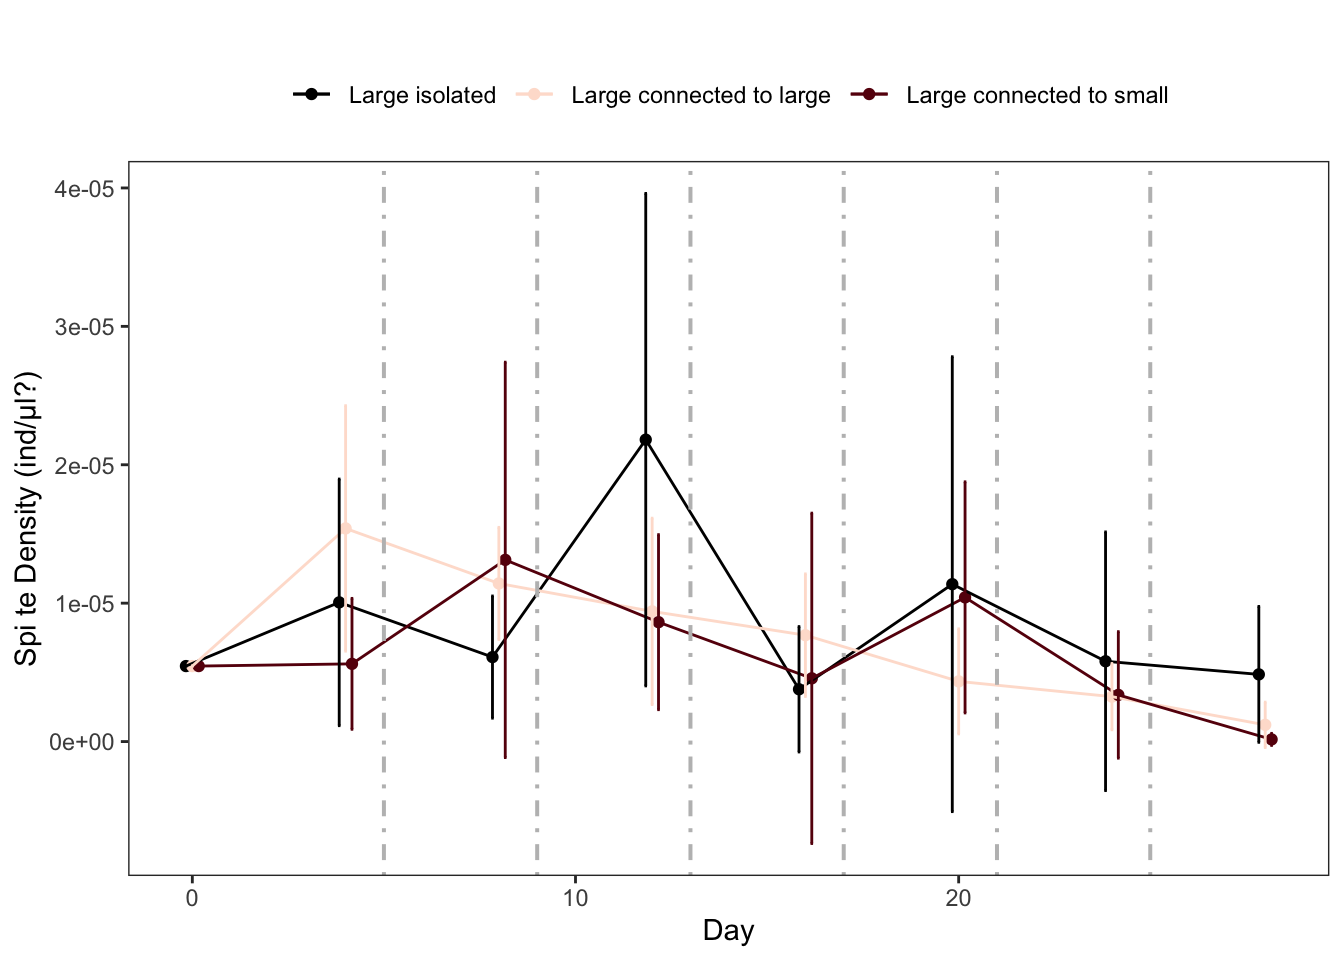 Large isolated Large connected to large Large connected to small
4e-05
3e-05
2e-05
1e-05
0e+00
Spi te Density (ind/µl?)
0 10 20
Day